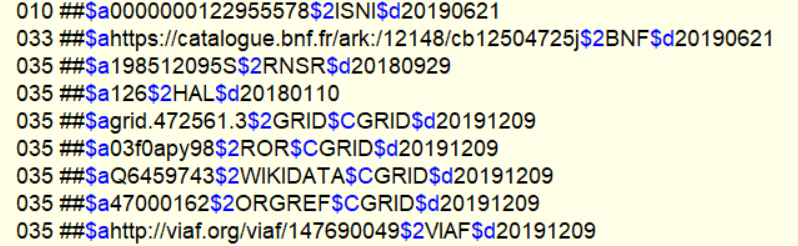 010 ##$a0000000122955578$2ISNI$d20190621
033 ##$ahttps://catalogue.bnf.fr/ark:/12148/cb12504725j$2BNF$d20190621
035 ##$a198512095S$2RNSR$d20180929
035 ##$a126$2HAL$d20180110
035 ##$agrid.472561.3$2GRID$CGRID$d20191209
035 ##$a03f0apy98$2ROR$CGRID$d20191209
035 ##$aQ6459743$2WIKIDATA$CGRID$d20191209
035 ##$a47000162$2ORGREF$CGRID$d20191209
035 ##$ahttp://viaf.org/viaf/147690049$2VIAF$d20191209